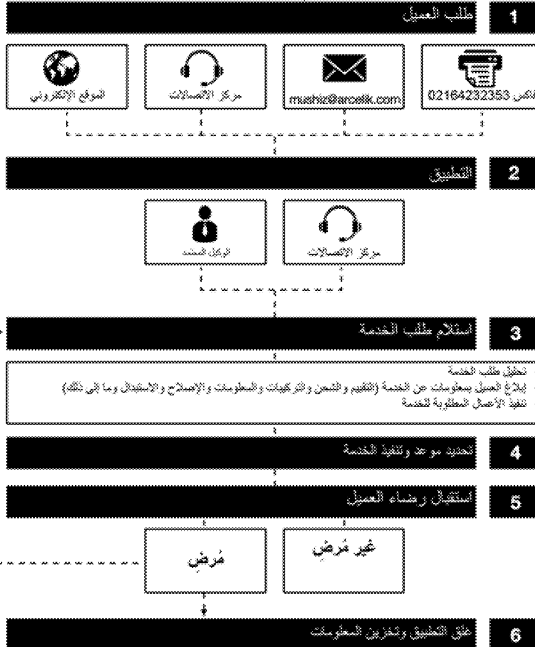 1 طلب العميل
فاكس 02164232353
mushiz@arcelik.com
مركز الاتصالات
الموقع الإلكتروني
2 التطبيق
مركز الاتصالات
الوكيل المعتمد
3 استلام طلب الخدمة
تحليل طلب الخدمة
إبلاغ العميل بمعلومات عن الخدمة (التقييم والشحن والتركيبات والمعلومات والإصلاح والاستبدال وما إلى ذلك)
تنفيذ الأعمال المطلوبة للخدمة
4 تحديد موعد وتنفيذ الخدمة
5 استقبال رضاء العميل
غير مُرضٍ
مُرضٍ
6 غلق التطبيق وتخزين المعلومات